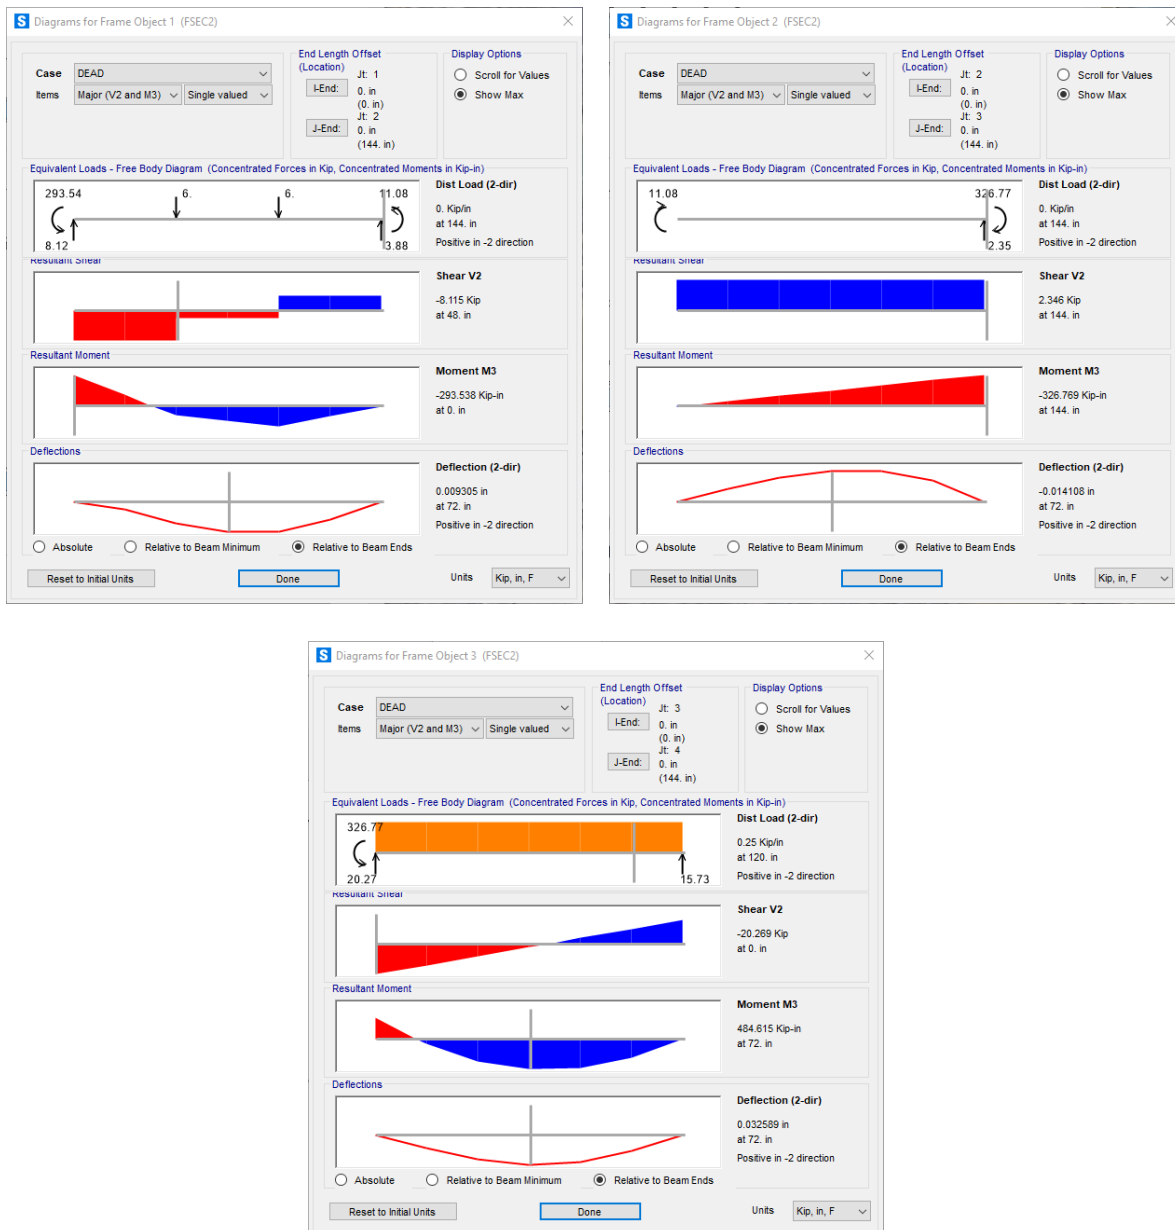 S Diagrams for Frame Object 1 (FSEC2)
End Length Offset
(Location)
Display Options
Case DEAD
Items Major (V2 and M3) Single valued
Jt: 1
I-End: 0. in
(0. in)
Jt: 2
J-End: 0. in
(144. in)
Scroll for Values
Show Max
Equivalent Loads - Free Body Diagram (Concentrated Forces in Kip, Concentrated Moments in Kip-in)
293.54 6. 6. 11.08
8.12 3.88
Dist Load (2-dir)
0. Kip/in
at 144. in
Positive in -2 direction
Resultant Shear
Shear V2
-8.115 Kip
at 48. in
Resultant Moment
Moment M3
-293.538 Kip-in
at 0. in
Deflections
Deflection (2-dir)
0.009305 in
at 72. in
Positive in -2 direction
Absolute Relative to Beam Minimum Relative to Beam Ends
Reset to Initial Units Done Units Kip, in, F
S Diagrams for Frame Object 2 (FSEC2)
End Length Offset
(Location)
Display Options
Case DEAD
Items Major (V2 and M3) Single valued
Jt: 2
I-End: 0. in
(0. in)
Jt: 3
J-End: 0. in
(144. in)
Scroll for Values
Show Max
Equivalent Loads - Free Body Diagram (Concentrated Forces in Kip, Concentrated Moments in Kip-in)
11.08 326.77
2.35
Dist Load (2-dir)
0. Kip/in
at 144. in
Positive in -2 direction
Resultant Shear
Shear V2
2.346 Kip
at 144. in
Resultant Moment
Moment M3
-326.769 Kip-in
at 144. in
Deflections
Deflection (2-dir)
-0.014108 in
at 72. in
Positive in -2 direction
Absolute Relative to Beam Minimum Relative to Beam Ends
Reset to Initial Units Done Units Kip, in, F
S Diagrams for Frame Object 3 (FSEC2)
End Length Offset
(Location)
Display Options
Case DEAD
Items Major (V2 and M3) Single valued
Jt: 3
I-End: 0. in
(0. in)
Jt: 4
J-End: 0. in
(144. in)
Scroll for Values
Show Max
Equivalent Loads - Free Body Diagram (Concentrated Forces in Kip, Concentrated Moments in Kip-in)
326.77
20.27 15.73
Dist Load (2-dir)
0.25 Kip/in
at 120. in
Positive in -2 direction
Resultant Shear
Shear V2
-20.269 Kip
at 0. in
Resultant Moment
Moment M3
484.615 Kip-in
at 72. in
Deflections
Deflection (2-dir)
0.032589 in
at 72. in
Positive in -2 direction
Absolute Relative to Beam Minimum Relative to Beam Ends
Reset to Initial Units Done Units Kip, in, F